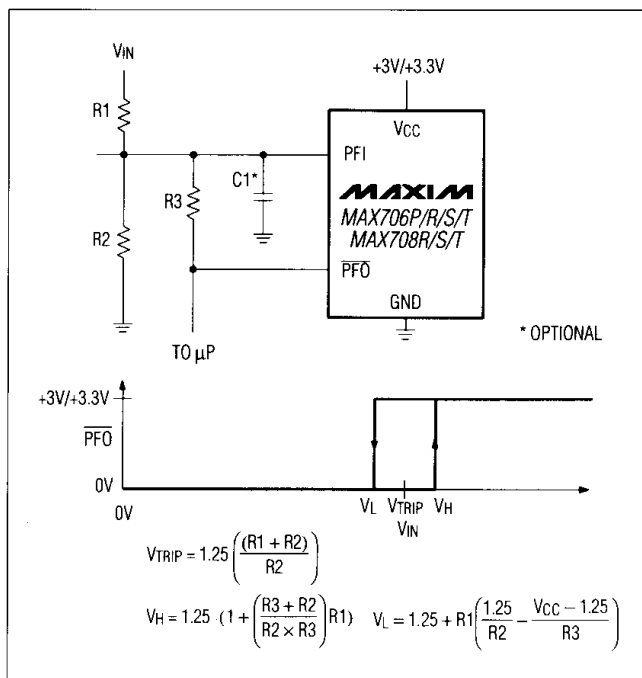 VIN
+3V/+3.3V
R1
VCC
PFI
C1*
R3
MAXIM
MAX706P/R/S/T
MAX708R/S/T
R2
PFO
GND
TO μP
* OPTIONAL
+3V/+3.3V
PFO
0V
0V
VL VTRIP VH
VIN
VTRIP = 1.25 ((R1 + R2) / R2)
VH = 1.25 (1 + ((R3 + R2) / (R2 × R3)) R1) VL = 1.25 + R1 (1.25 / R2 − (VCC − 1.25) / R3)